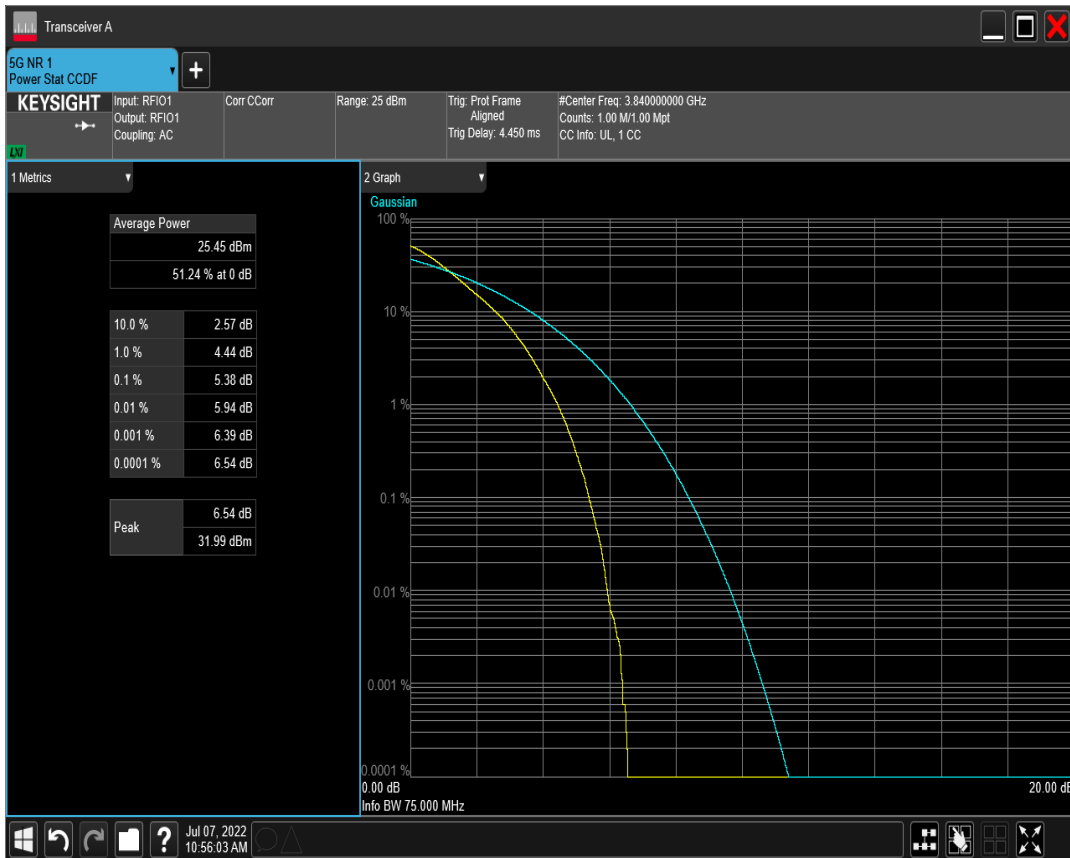 Transceiver A
5G NR 1
Power Stat CCDF
KEYSIGHT
LXI
Input: RFIO1
Output: RFIO1
Coupling: AC
Corr CCorr
Range: 25 dBm
Trig: Prot Frame
Aligned
Trig Delay: 4.450 ms
#Center Freq: 3.840000000 GHz
Counts: 1.00 M/1.00 Mpt
CC Info: UL, 1 CC
1 Metrics
Average Power
25.45 dBm
51.24 % at 0 dB
10.0 % 2.57 dB
1.0 % 4.44 dB
0.1 % 5.38 dB
0.01 % 5.94 dB
0.001 % 6.39 dB
0.0001 % 6.54 dB
Peak 6.54 dB
31.99 dBm
2 Graph
Gaussian
100 %
10 %
1 %
0.1 %
0.01 %
0.001 %
0.0001 %
0.00 dB 20.00 dB
Info BW 75.000 MHz
?
Jul 07, 2022
10:56:03 AM